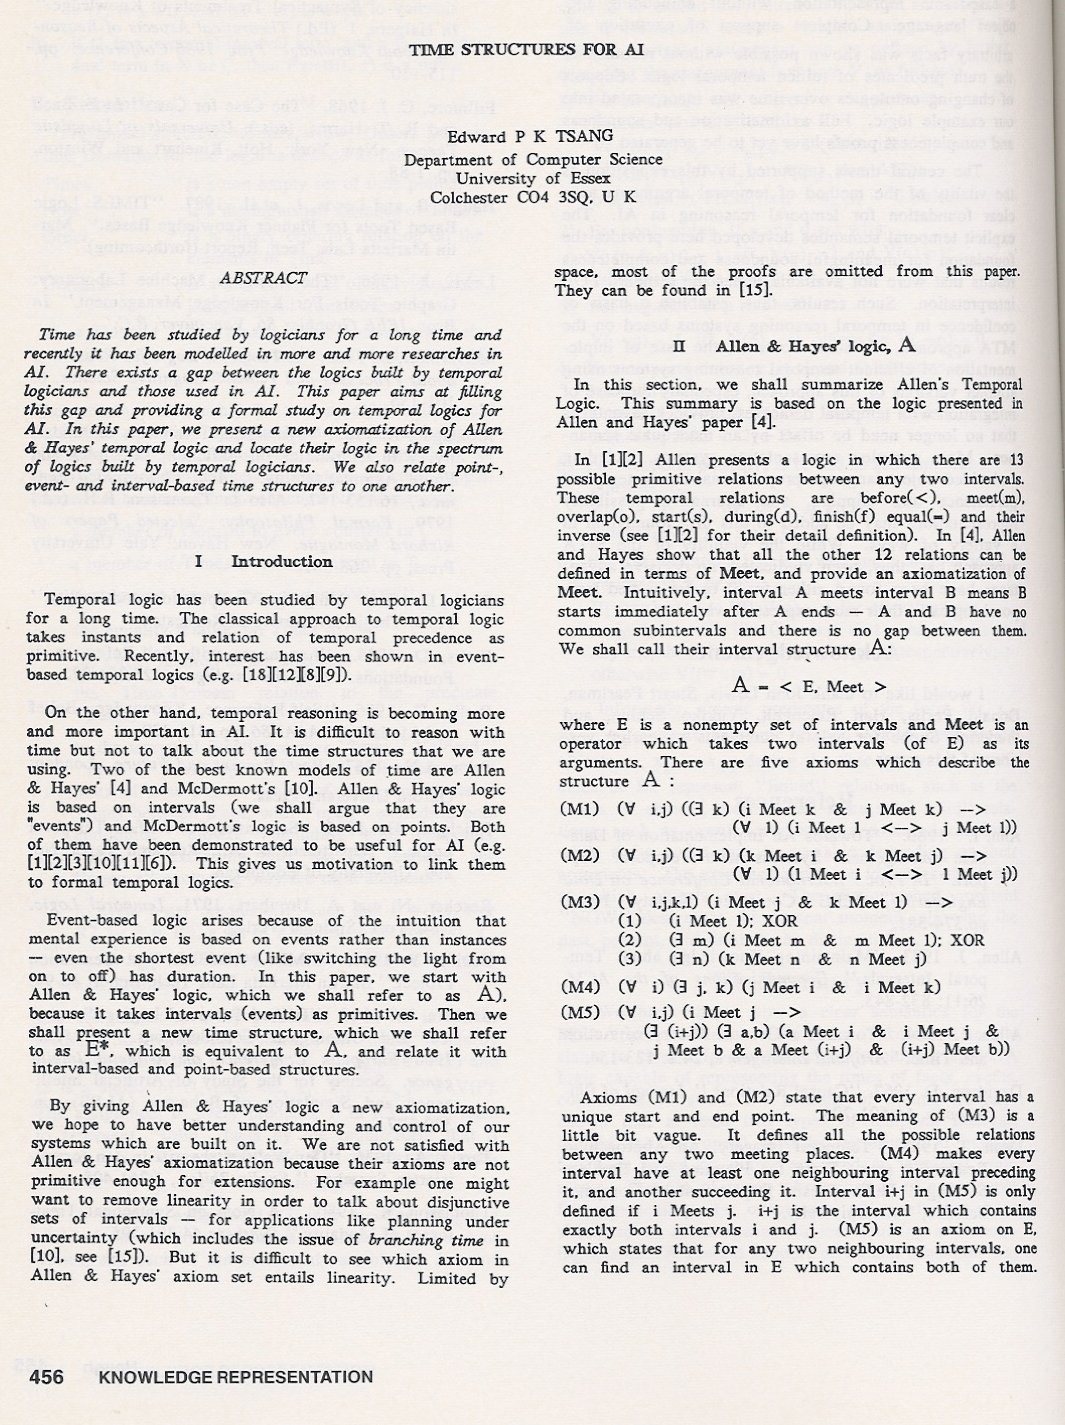 TIME STRUCTURES FOR AI
Edward P K TSANG
Department of Computer Science
University of Essex
Colchester CO4 3SQ, U K
ABSTRACT
Time has been studied by logicians for a long time and
recently it has been modelled in more and more researches in
AI. There exists a gap between the logics built by temporal
logicians and those used in AI. This paper aims at filling
this gap and providing a formal study on temporal logics for
AI. In this paper, we present a new axiomatization of Allen
& Hayes' temporal logic and locate their logic in the spectrum
of logics built by temporal logicians. We also relate point-,
event- and interval-based time structures to one another.
I Introduction
Temporal logic has been studied by temporal logicians
for a long time. The classical approach to temporal logic
takes instants and relation of temporal precedence as
primitive. Recently, interest has been shown in event-
based temporal logics (e.g. [18][12][8][9]).
On the other hand, temporal reasoning is becoming more
and more important in AI. It is difficult to reason with
time but not to talk about the time structures that we are
using. Two of the best known models of time are Allen
& Hayes' [4] and McDermott's [10]. Allen & Hayes' logic
is based on intervals (we shall argue that they are
"events") and McDermott's logic is based on points. Both
of them have been demonstrated to be useful for AI (e.g.
[1][2][3][10][11][6]). This gives us motivation to link them
to formal temporal logics.
Event-based logic arises because of the intuition that
mental experience is based on events rather than instances
— even the shortest event (like switching the light from
on to off) has duration. In this paper, we start with
Allen & Hayes' logic, which we shall refer to as A),
because it takes intervals (events) as primitives. Then we
shall present a new time structure, which we shall refer
to as E*, which is equivalent to A, and relate it with
interval-based and point-based structures.
By giving Allen & Hayes' logic a new axiomatization,
we hope to have better understanding and control of our
systems which are built on it. We are not satisfied with
Allen & Hayes' axiomatization because their axioms are not
primitive enough for extensions. For example one might
want to remove linearity in order to talk about disjunctive
sets of intervals — for applications like planning under
uncertainty (which includes the issue of branching time in
[10], see [15]). But it is difficult to see which axiom in
Allen & Hayes' axiom set entails linearity. Limited by
space, most of the proofs are omitted from this paper.
They can be found in [15].
II Allen & Hayes' logic, A
In this section, we shall summarize Allen's Temporal
Logic. This summary is based on the logic presented in
Allen and Hayes' paper [4].
In [1][2] Allen presents a logic in which there are 13
possible primitive relations between any two intervals.
These temporal relations are before(<), meet(m),
overlap(o), start(s), during(d), finish(f) equal(=) and their
inverse (see [1][2] for their detail definition). In [4], Allen
and Hayes show that all the other 12 relations can be
defined in terms of Meet, and provide an axiomatization of
Meet. Intuitively, interval A meets interval B means B
starts immediately after A ends — A and B have no
common subintervals and there is no gap between them.
We shall call their interval structure A:
A = < E, Meet >
where E is a nonempty set of intervals and Meet is an
operator which takes two intervals (of E) as its
arguments. There are five axioms which describe the
structure A :
(M1) (∀ i,j) ((∃ k) (i Meet k & j Meet k) -->
(∀ l) (i Meet l <--> j Meet l))
(M2) (∀ i,j) ((∃ k) (k Meet i & k Meet j) -->
(∀ l) (l Meet i <--> l Meet j))
(M3) (∀ i,j,k,l) (i Meet j & k Meet l) -->
(1) (i Meet l); XOR
(2) (∃ m) (i Meet m & m Meet l); XOR
(3) (∃ n) (k Meet n & n Meet j)
(M4) (∀ i) (∃ j, k) (j Meet i & i Meet k)
(M5) (∀ i,j) (i Meet j -->
(∃ (i+j)) (∃ a,b) (a Meet i & i Meet j &
j Meet b & a Meet (i+j) & (i+j) Meet b))
Axioms (M1) and (M2) state that every interval has a
unique start and end point. The meaning of (M3) is a
little bit vague. It defines all the possible relations
between any two meeting places. (M4) makes every
interval have at least one neighbouring interval preceding
it, and another succeeding it. Interval i+j in (M5) is only
defined if i Meets j. i+j is the interval which contains
exactly both intervals i and j. (M5) is an axiom on E,
which states that for any two neighbouring intervals, one
can find an interval in E which contains both of them.
456 KNOWLEDGE REPRESENTATION